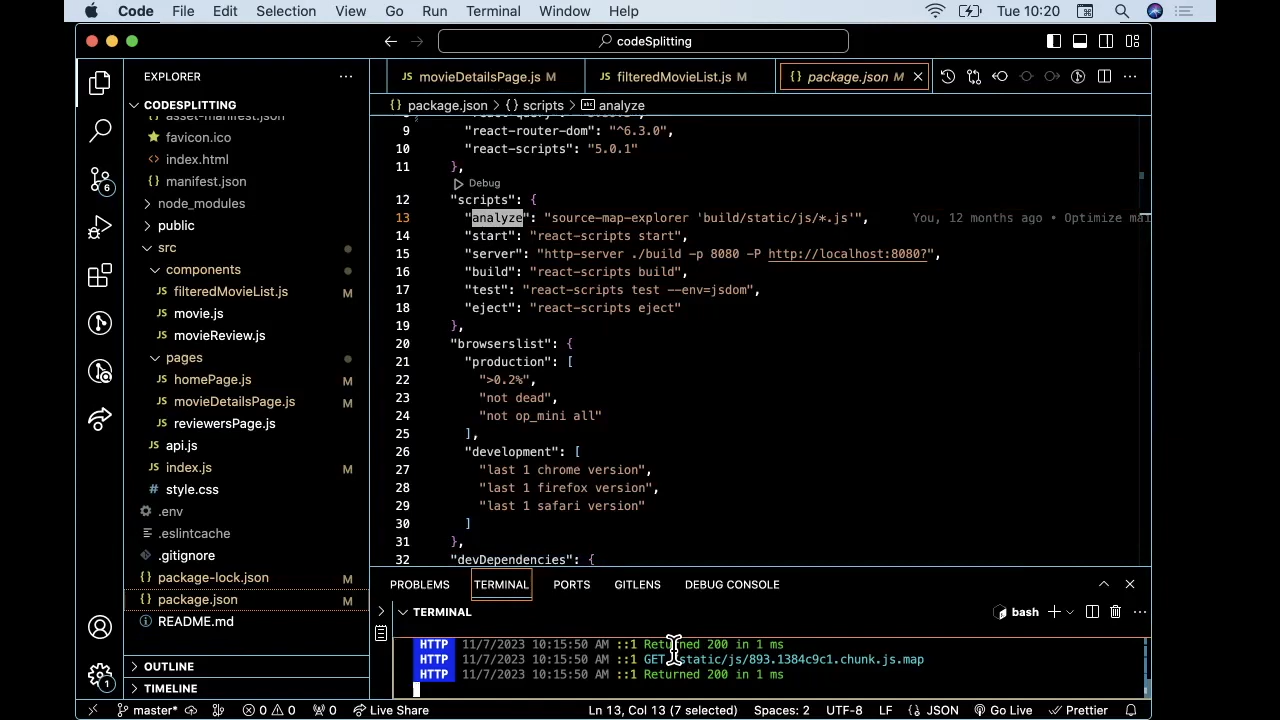 Code File Edit Selection View Go Run Terminal Window Help Tue 10:20
codeSplitting
EXPLORER
CODESPLITTING
asset-manifest.json
favicon.ico
index.html
manifest.json
node_modules
public
src
components
filteredMovieList.js M
movie.js
movieReview.js
pages
homePage.js M
movieDetailsPage.js M
reviewersPage.js
api.js
index.js M
style.css
.env
.eslintcache
.gitignore
package-lock.json M
package.json M
README.md
OUTLINE
TIMELINE
movieDetailsPage.js M filteredMovieList.js M package.json M
package.json > scripts > analyze
9 "react-router-dom": "^6.3.0",
10 "react-scripts": "5.0.1"
11 },
Debug
12 "scripts": {
13 "analyze": "source-map-explorer 'build/static/js/*.js'", You, 12 months ago • Optimize mai
14 "start": "react-scripts start",
15 "server": "http-server ./build -p 8080 -P http://localhost:8080?",
16 "build": "react-scripts build",
17 "test": "react-scripts test --env=jsdom",
18 "eject": "react-scripts eject"
19 },
20 "browserslist": {
21 "production": [
22 ">0.2%",
23 "not dead",
24 "not op_mini all"
25 ],
26 "development": [
27 "last 1 chrome version",
28 "last 1 firefox version",
29 "last 1 safari version"
30 ]
31 },
32 "devDependencies": {
PROBLEMS TERMINAL PORTS GITLENS DEBUG CONSOLE
TERMINAL bash
HTTP 11/7/2023 10:15:50 AM ::1 Returned 200 in 1 ms
HTTP 11/7/2023 10:15:50 AM ::1 GET /static/js/893.1384c9c1.chunk.js.map
HTTP 11/7/2023 10:15:50 AM ::1 Returned 200 in 1 ms
master* 0 0 0 Live Share Ln 13, Col 13 (7 selected) Spaces: 2 UTF-8 LF {} JSON Go Live Prettier
6
1